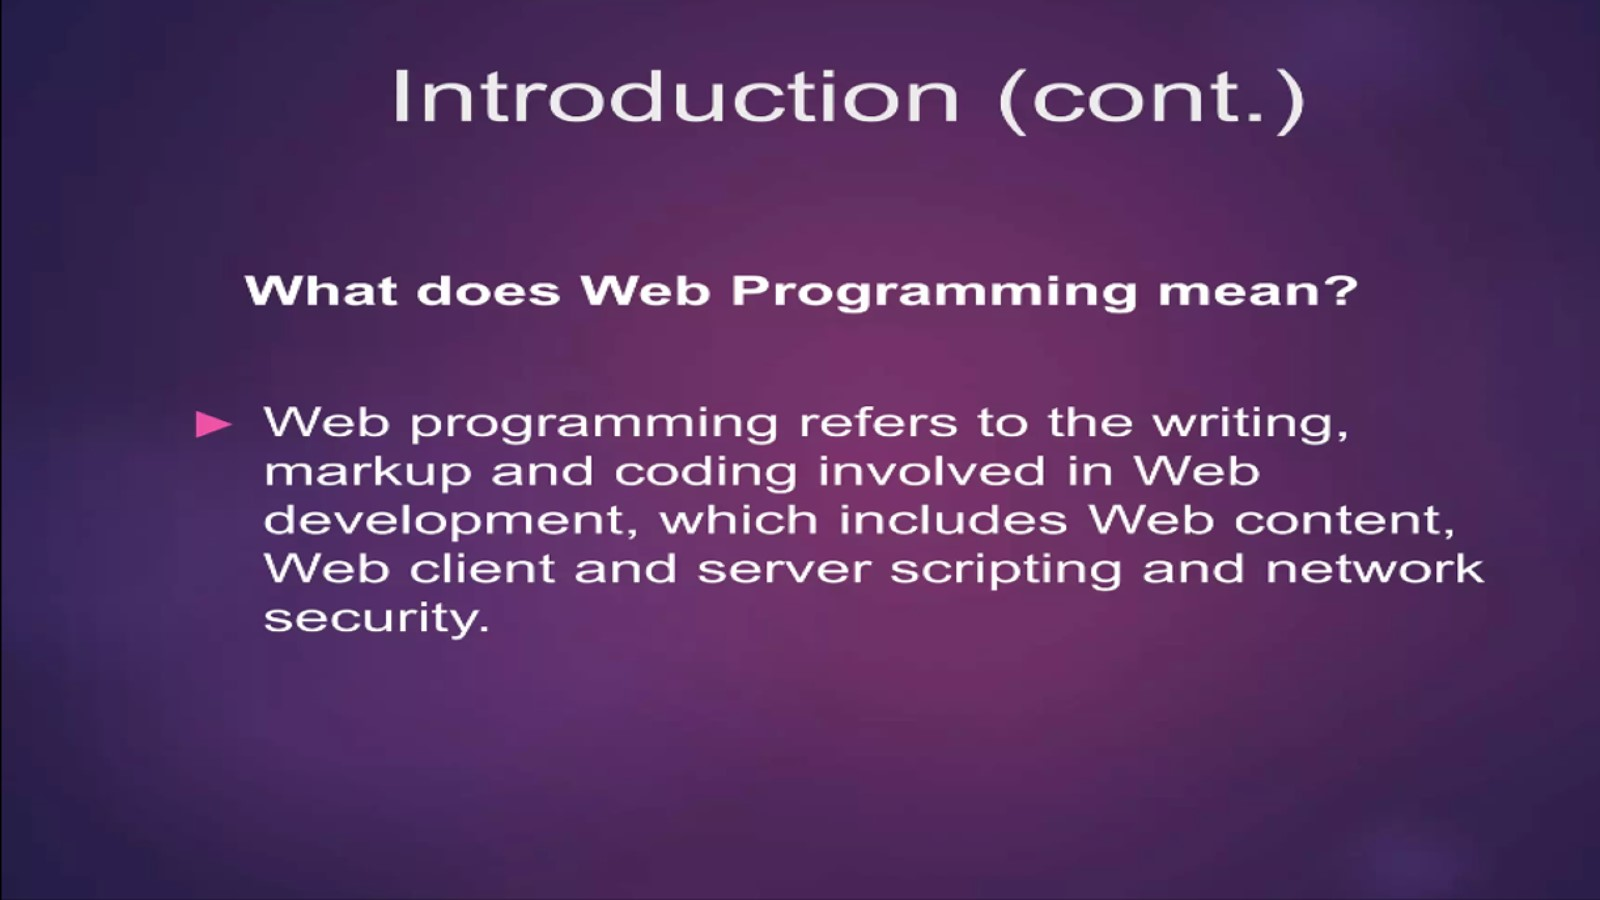 Introduction (cont.)
What does Web Programming mean?
Web programming refers to the writing,
markup and coding involved in Web
development, which includes Web content,
Web client and server scripting and network
security.